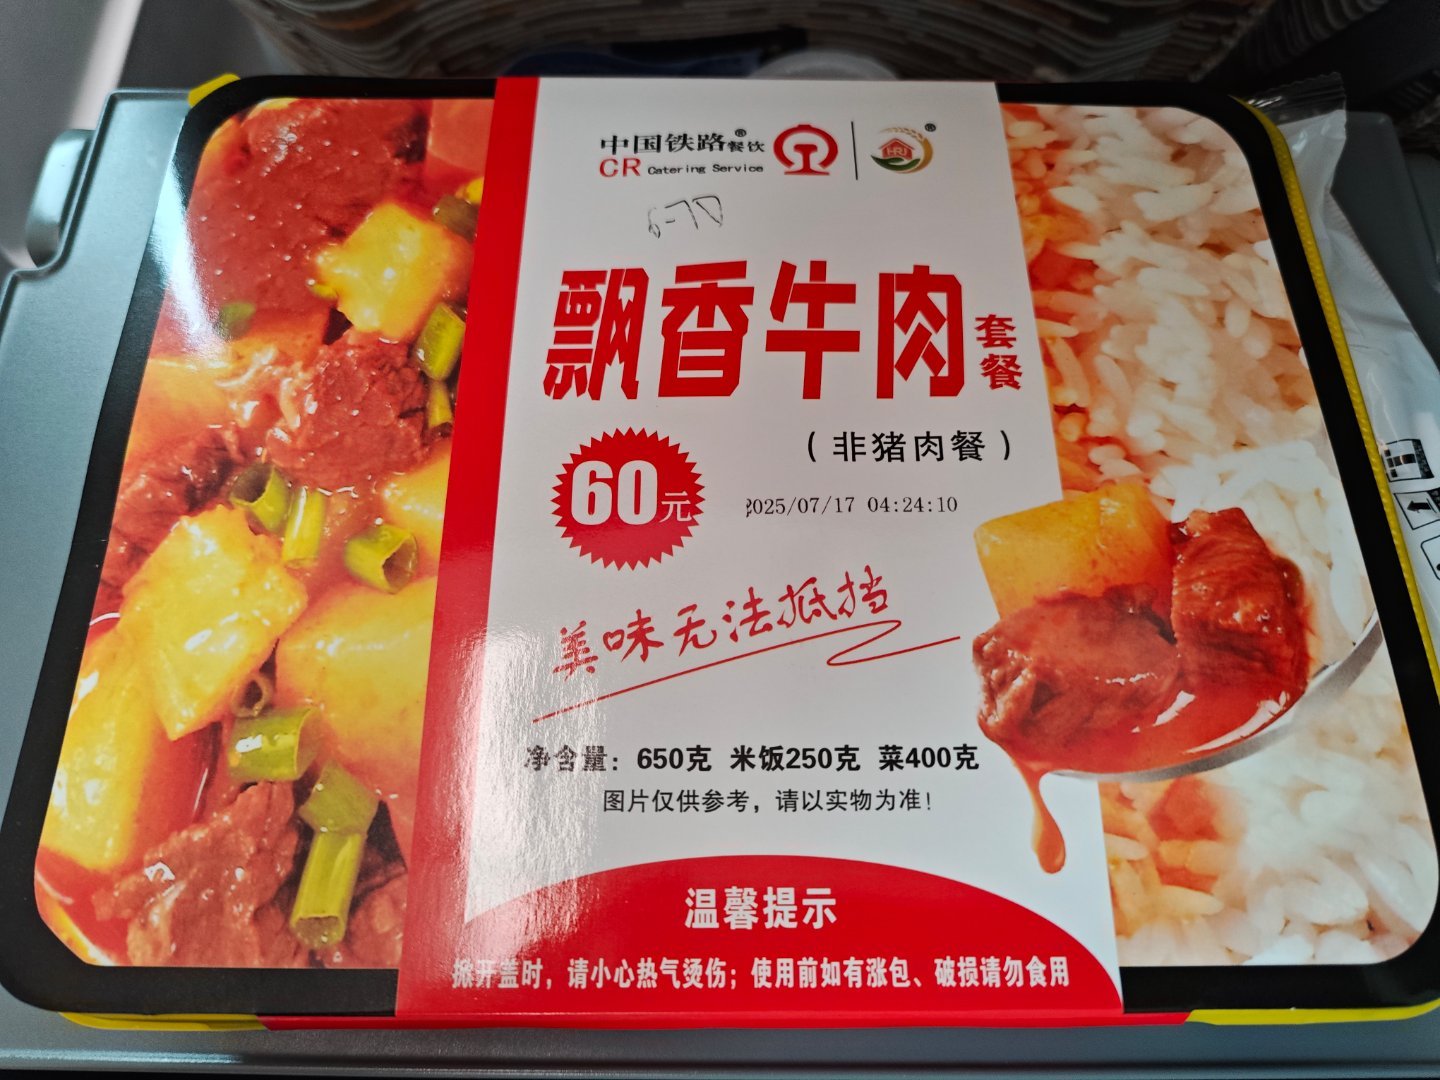 中国铁路®餐饮
CR Catering Service
HRJ ®
飘香牛肉
套餐
（非猪肉餐）
60元
2025/07/17 04:24:10
美味无法抵挡
净含量：650克 米饭250克 菜400克
图片仅供参考，请以实物为准！
温馨提示
掀开盖时，请小心热气烫伤；使用前如有涨包、破损请勿食用